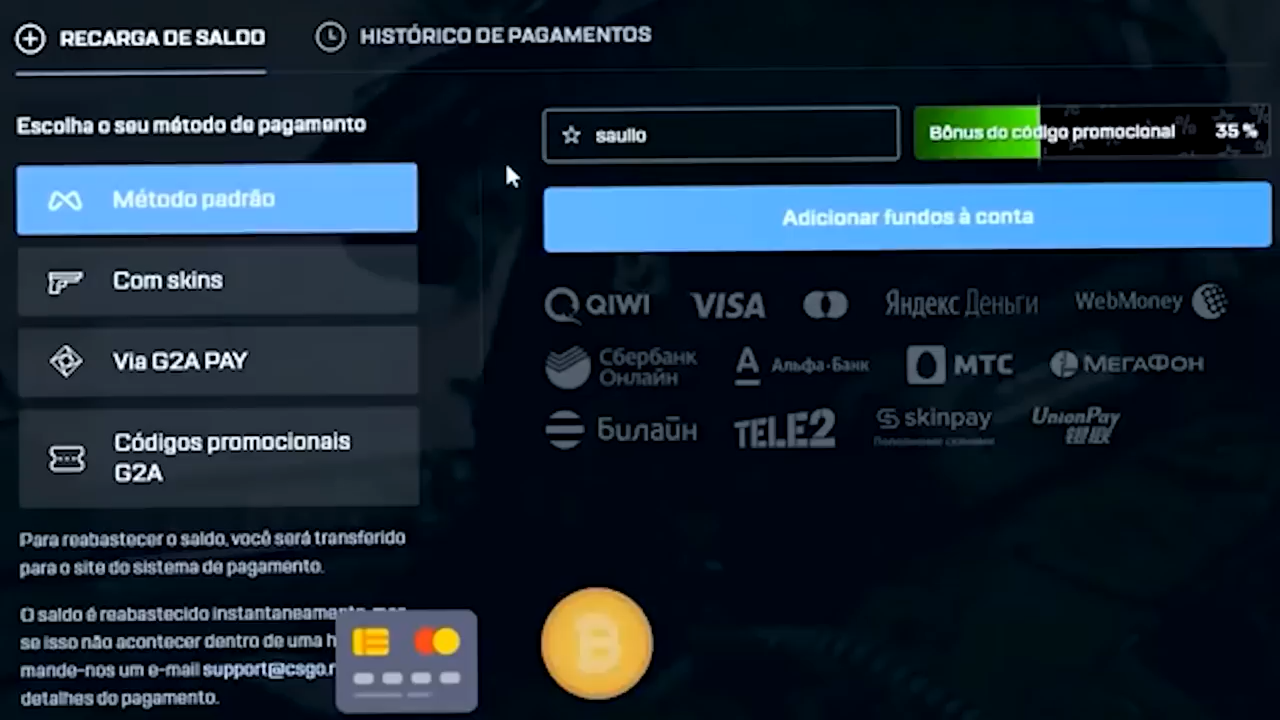 RECARGA DE SALDO
HISTÓRICO DE PAGAMENTOS
Escolha o seu método de pagamento
saullo
Bônus do código promocional 35 %
Método padrão
Adicionar fundos à conta
Com skins
QIWI VISA Яндекс Деньги WebMoney
Via G2A PAY
Сбербанк Онлайн
Альфа-Банк
МТС
МЕГАФОН
Códigos promocionais
G2A
Билайн TELE2 skinpay UnionPay
银联
Para reabastecer o saldo, você será transferido
para o site do sistema de pagamento.
O saldo é reabastecido instantaneamente, mas
se isso não acontecer dentro de uma h
mande-nos um e-mail support@csgo.r
detalhes do pagamento.
B